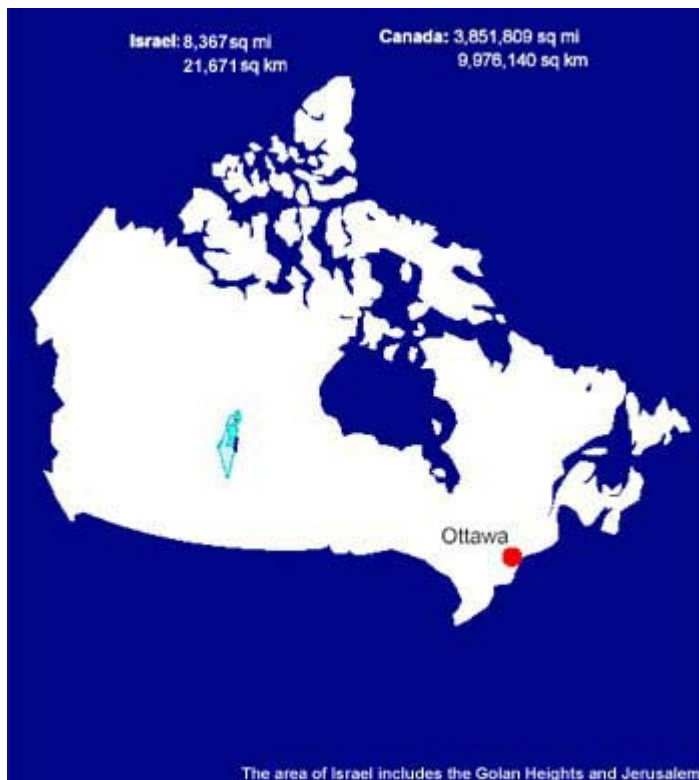 Israel: 8,367 sq mi
21,671 sq km
Canada: 3,851,809 sq mi
9,976,140 sq km
Ottawa
The area of Israel includes the Golan Heights and Jerusalem